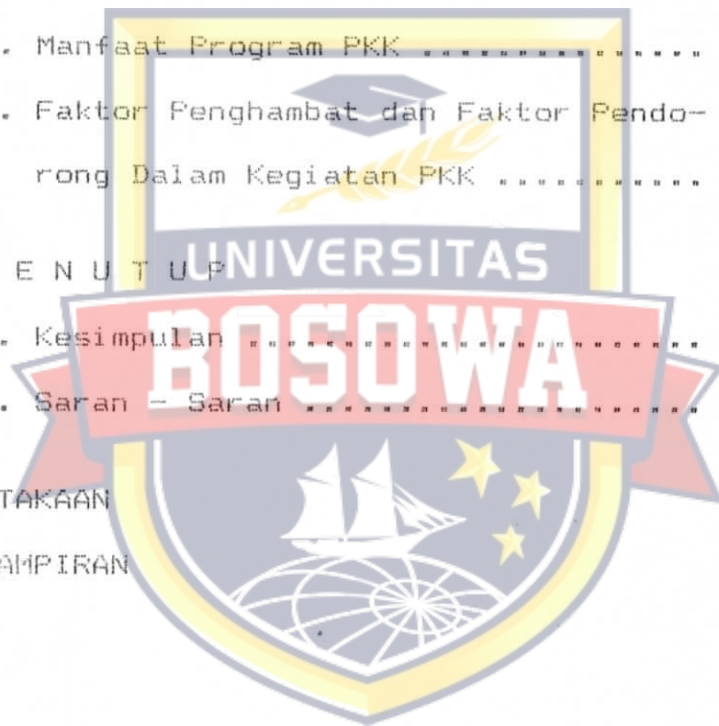 . Manfaat Program PKK ....................
. Faktor Penghambat dan Faktor Pendo-
rong Dalam Kegiatan PKK ..............
E N U T U P
UNIVERSITAS
. Kesimpulan ..............................
BOSOWA
. Saran - Saran ..........................
TAKAAN
AMPIRAN